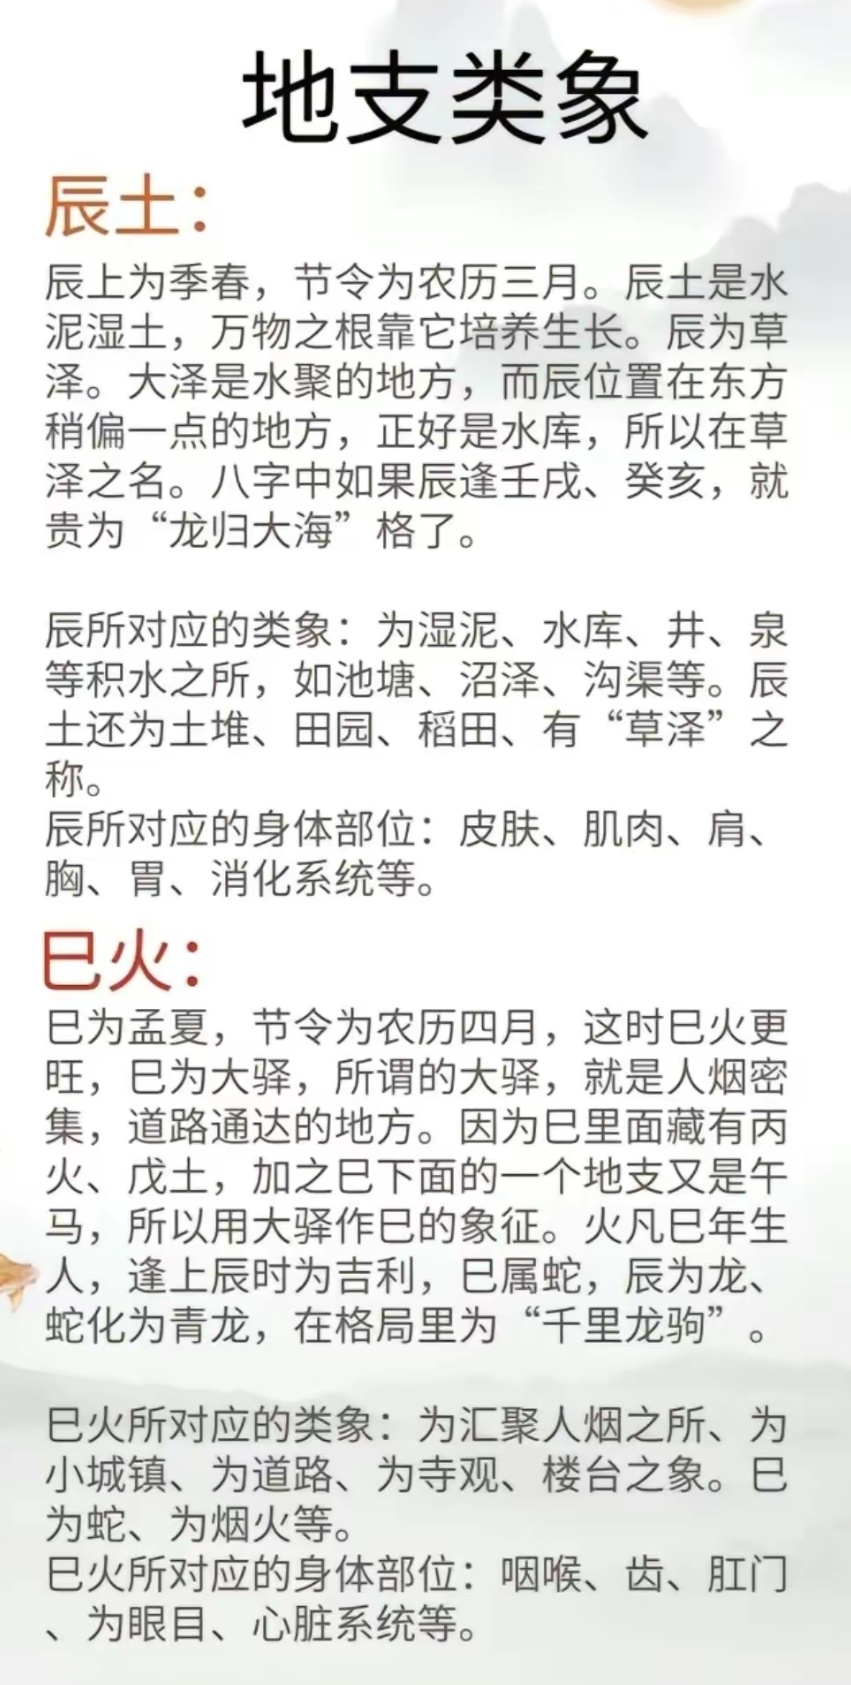 地支类象
辰土：
辰上为季春，节令为农历三月。辰土是水
泥湿土，万物之根靠它培养生长。辰为草
泽。大泽是水聚的地方，而辰位置在东方
稍偏一点的地方，正好是水库，所以在草
泽之名。八字中如果辰逢壬戌、癸亥，就
贵为“龙归大海”格了。
辰所对应的类象：为湿泥、水库、井、泉
等积水之所，如池塘、沼泽、沟渠等。辰
土还为土堆、田园、稻田、有“草泽”之
称。
辰所对应的身体部位：皮肤、肌肉、肩、
胸、胃、消化系统等。
巳火：
巳为孟夏，节令为农历四月，这时巳火更
旺，巳为大驿，所谓的大驿，就是人烟密
集，道路通达的地方。因为巳里面藏有丙
火、戊土，加之巳下面的一个地支又是午
马，所以用大驿作巳的象征。火凡巳年生
人，逢上辰时为吉利，巳属蛇，辰为龙、
蛇化为青龙，在格局里为“千里龙驹”。
巳火所对应的类象：为汇聚人烟之所、为
小城镇、为道路、为寺观、楼台之象。巳
为蛇、为烟火等。
巳火所对应的身体部位：咽喉、齿、肛门
、为眼目、心脏系统等。